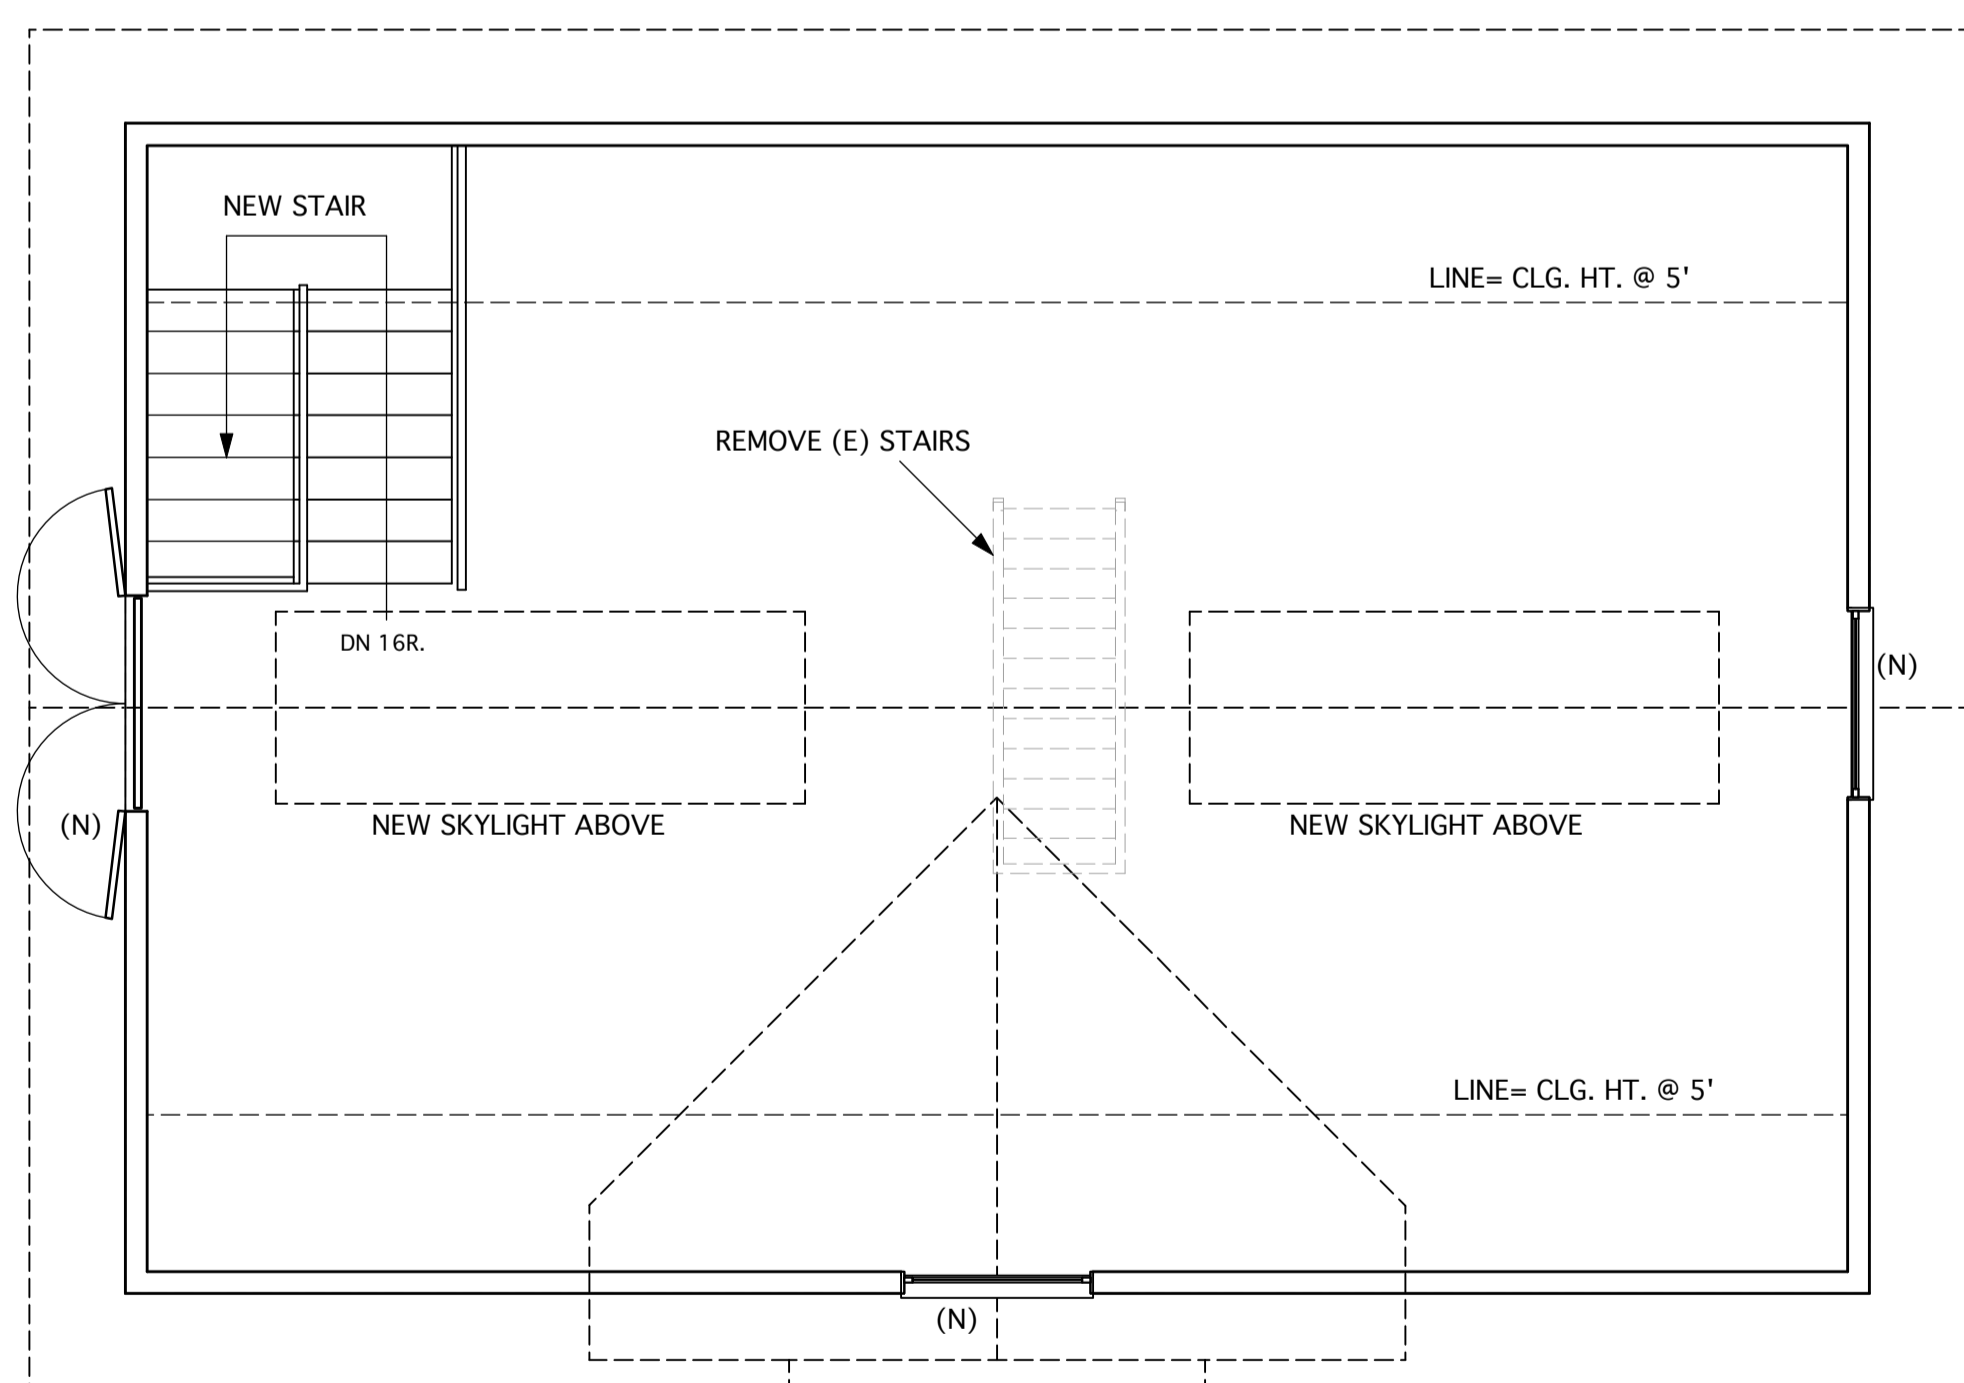 NEW STAIR
LINE= CLG. HT. @ 5'
REMOVE (E) STAIRS
DN 16R.
(N)
(N)
NEW SKYLIGHT ABOVE
NEW SKYLIGHT ABOVE
LINE= CLG. HT. @ 5'
(N)